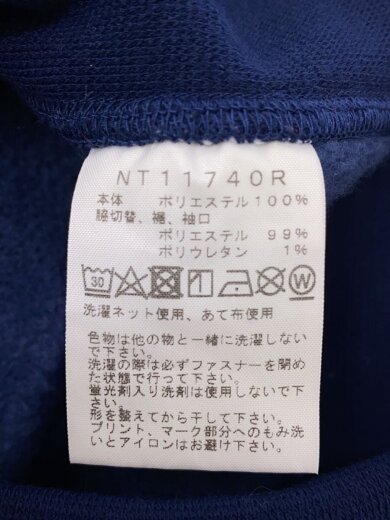 NT11740R
本体 ポリエステル100%
脇切替、裾、袖口
ポリエステル 99%
ポリウレタン 1%
30 W
洗濯ネット使用、あて布使用
色物は他の物と一緒に洗濯しない
で下さい。
洗濯の際は必ずファスナーを閉め
た状態で行って下さい。
蛍光剤入り洗剤は使用しないで下
さい。
形を整えてから干して下さい。
プリント、マーク部分へのもみ洗
いとアイロンはお避け下さい。